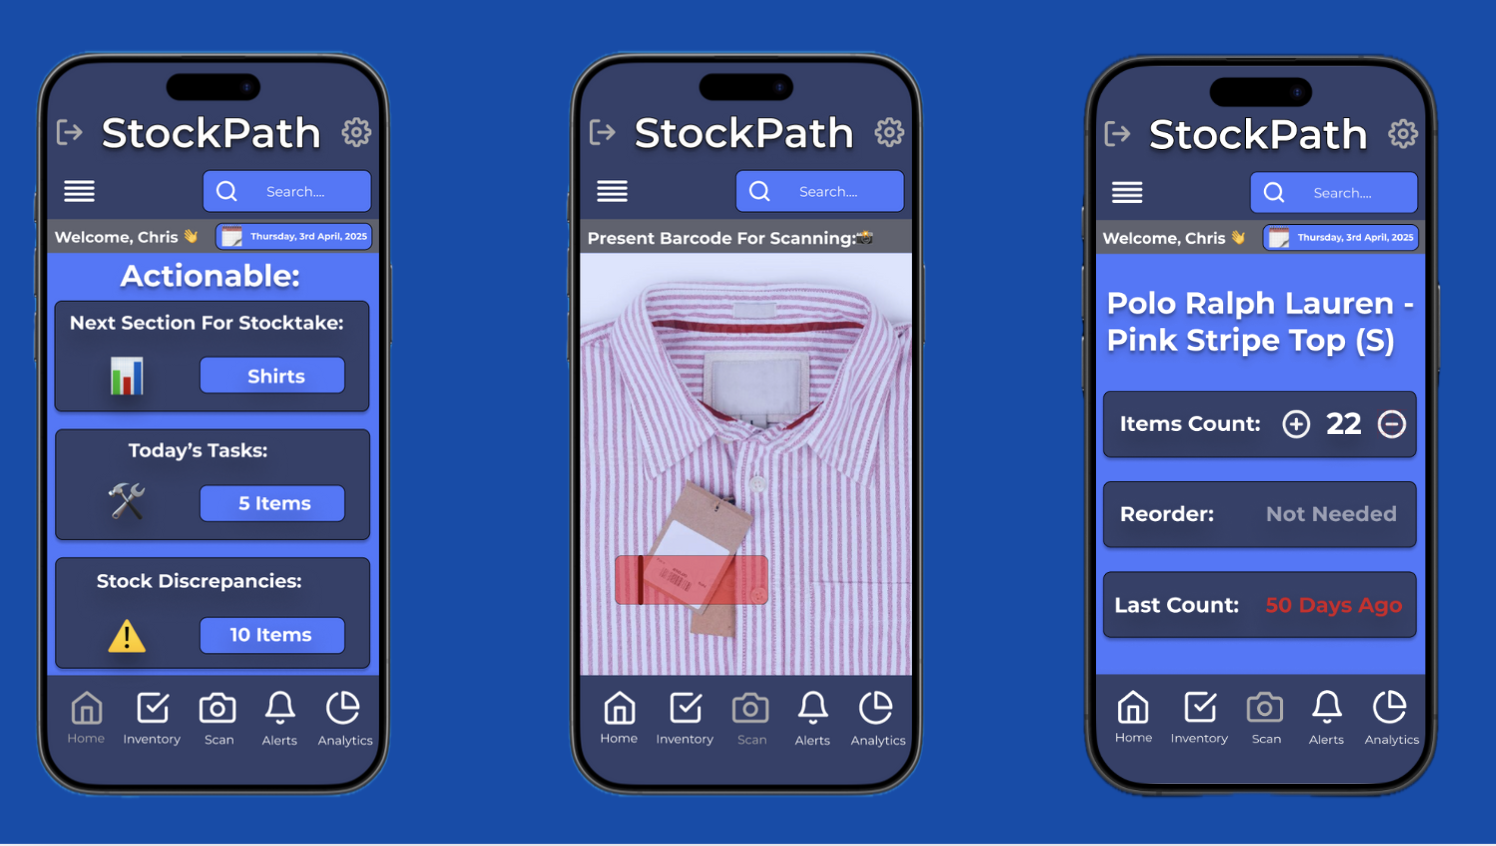 StockPath
Search....
Welcome, Chris 👋
Thursday, 3rd April, 2025
Actionable:
Next Section For Stocktake:
Shirts
Today's Tasks:
5 Items
Stock Discrepancies:
10 Items
Home Inventory Scan Alerts Analytics
StockPath
Search....
Present Barcode For Scanning:📸
Home Inventory Scan Alerts Analytics
StockPath
Search....
Welcome, Chris 👋
Thursday, 3rd April, 2025
Polo Ralph Lauren -
Pink Stripe Top (S)
Items Count: 22
Reorder: Not Needed
Last Count: 50 Days Ago
Home Inventory Scan Alerts Analytics